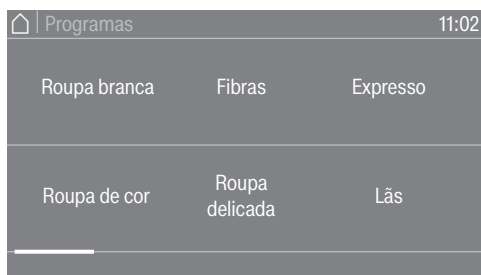 Programas 11:02
Roupa branca Fibras Expresso
Roupa de cor Roupa delicada Lãs